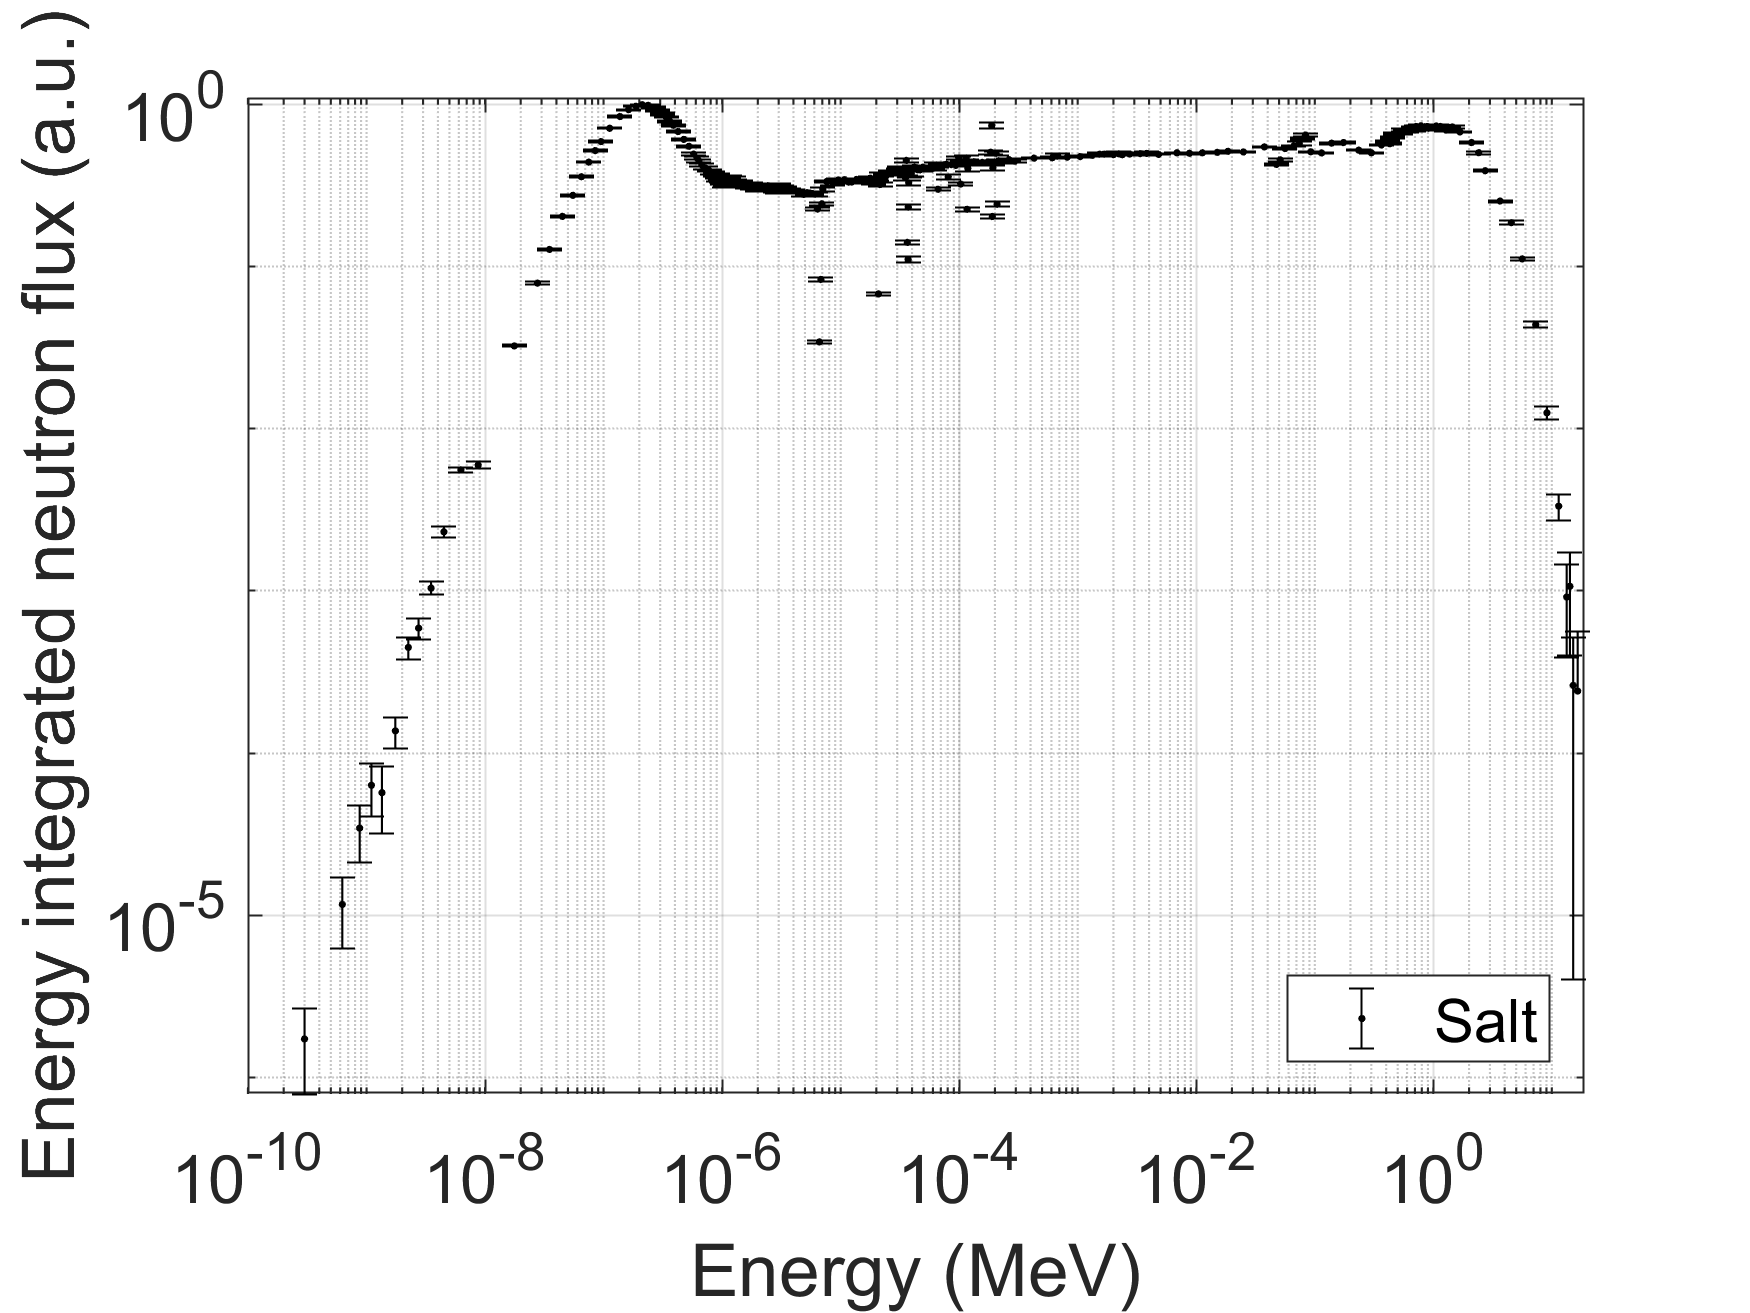 Energy integrated neutron flux (a.u.)
10^0
10^-5
Salt
10^-10 10^-8 10^-6 10^-4 10^-2 10^0
Energy (MeV)